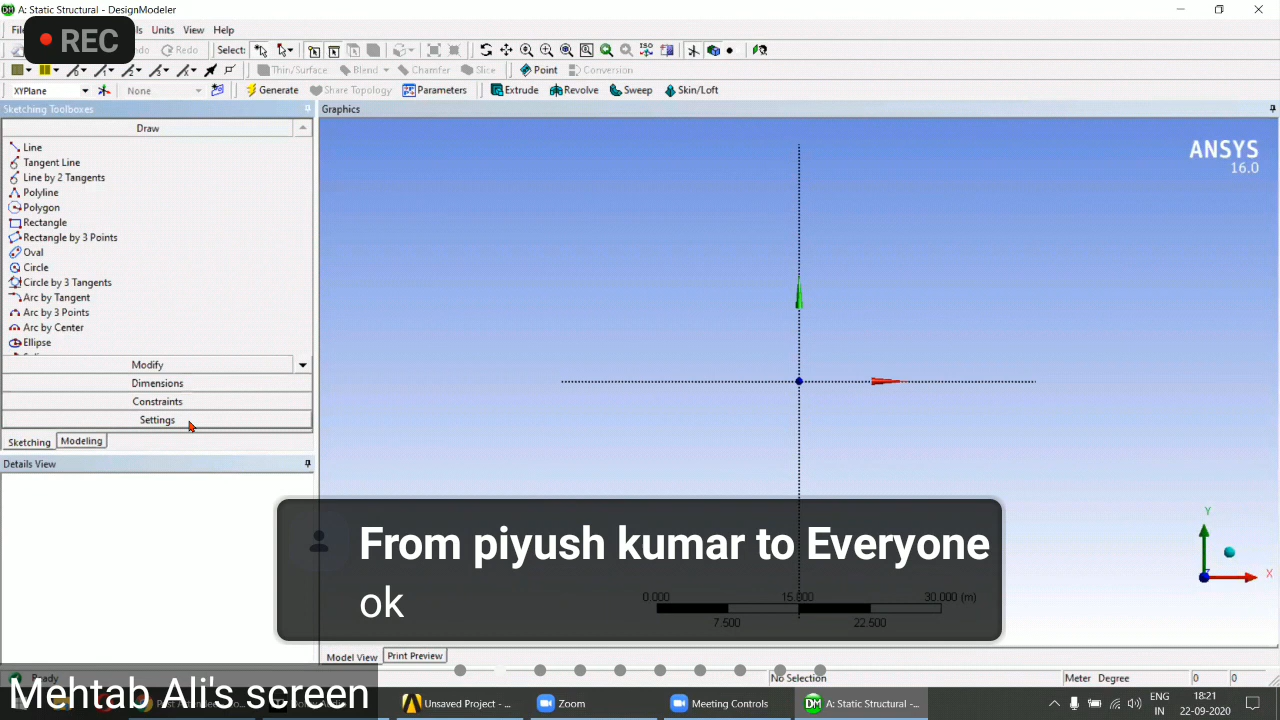 A: Static Structural - DesignModeler
Units View Help
REC
Redo Select:
Thin/Surface Blend Chamfer Slice Point Conversion
XYPlane None Generate Share Topology Parameters Extrude Revolve Sweep Skin/Loft
Sketching Toolboxes
Graphics
Draw
Line
Tangent Line
Line by 2 Tangents
Polyline
Polygon
Rectangle
Rectangle by 3 Points
Oval
Circle
Circle by 3 Tangents
Arc by Tangent
Arc by 3 Points
Arc by Center
Ellipse
Modify
Dimensions
Constraints
Settings
Sketching Modeling
Details View
ANSYS
16.0
Y
X
From piyush kumar to Everyone
ok
0.000 15.000 30.000 (m)
7.500 22.500
Model View Print Preview
Ready
No Selection
Meter Degree 0 0
Mehtab Ali's screen
Unsaved Project - ...
Zoom
Meeting Controls
A: Static Structural -...
ENG
IN
18:21
22-09-2020